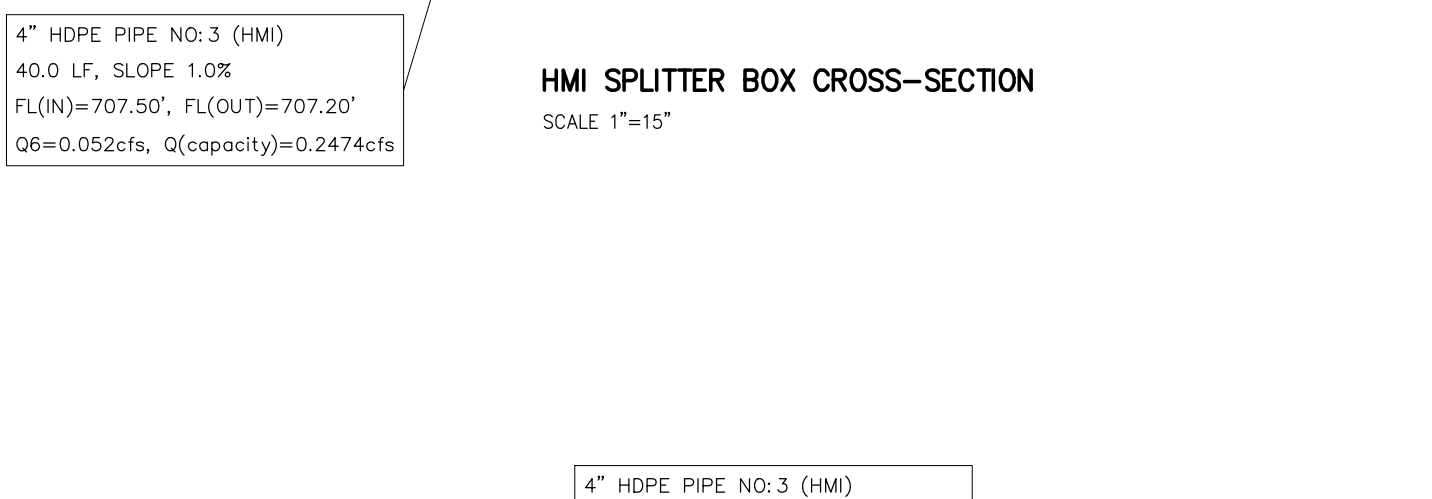 4” HDPE PIPE NO:3 (HMI)
40.0 LF, SLOPE 1.0%
FL(IN)=707.50’, FL(OUT)=707.20’
Q6=0.052cfs, Q(capacity)=0.2474cfs
HMI SPLITTER BOX CROSS–SECTION
SCALE 1”=15”
4” HDPE PIPE NO:3 (HMI)